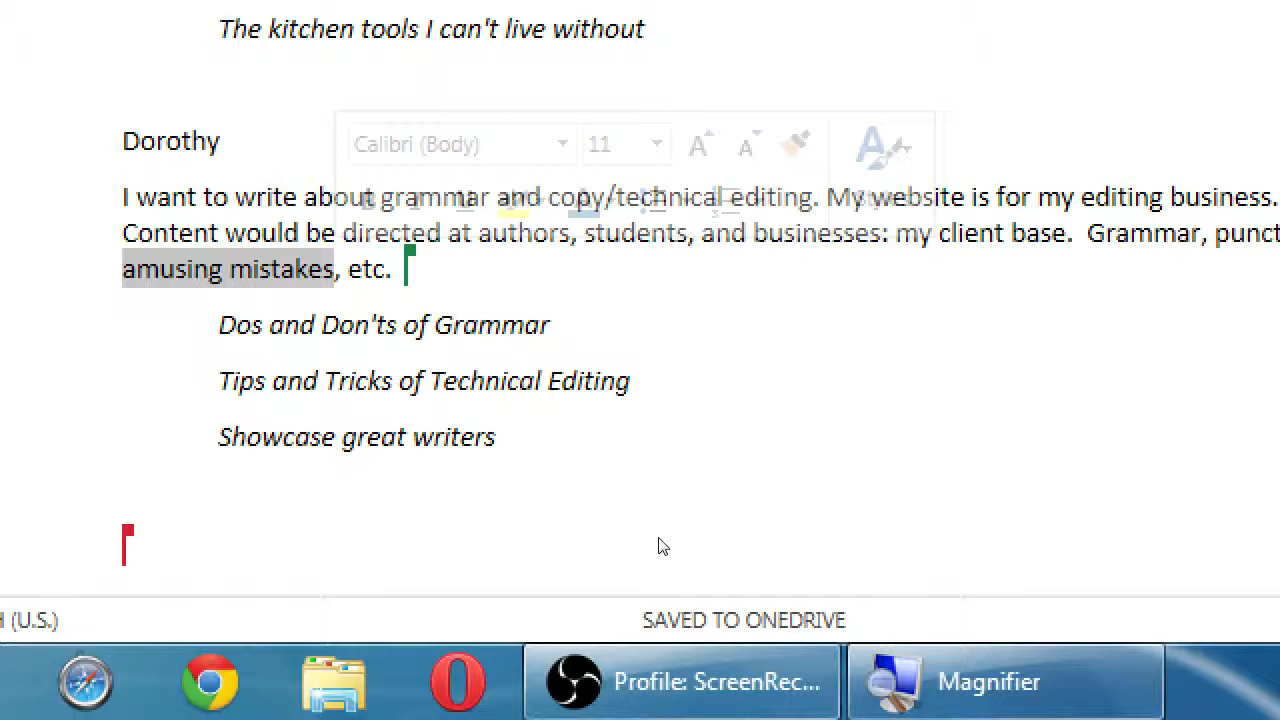 The kitchen tools I can't live without
Calibri (Body) 11 A A A
Dorothy
I want to write about grammar and copy/technical editing. My website is for my editing business.
Content would be directed at authors, students, and businesses: my client base. Grammar, punct
amusing mistakes, etc.
Dos and Don'ts of Grammar
Tips and Tricks of Technical Editing
Showcase great writers
(U.S.) SAVED TO ONEDRIVE
Profile: ScreenRec... Magnifier